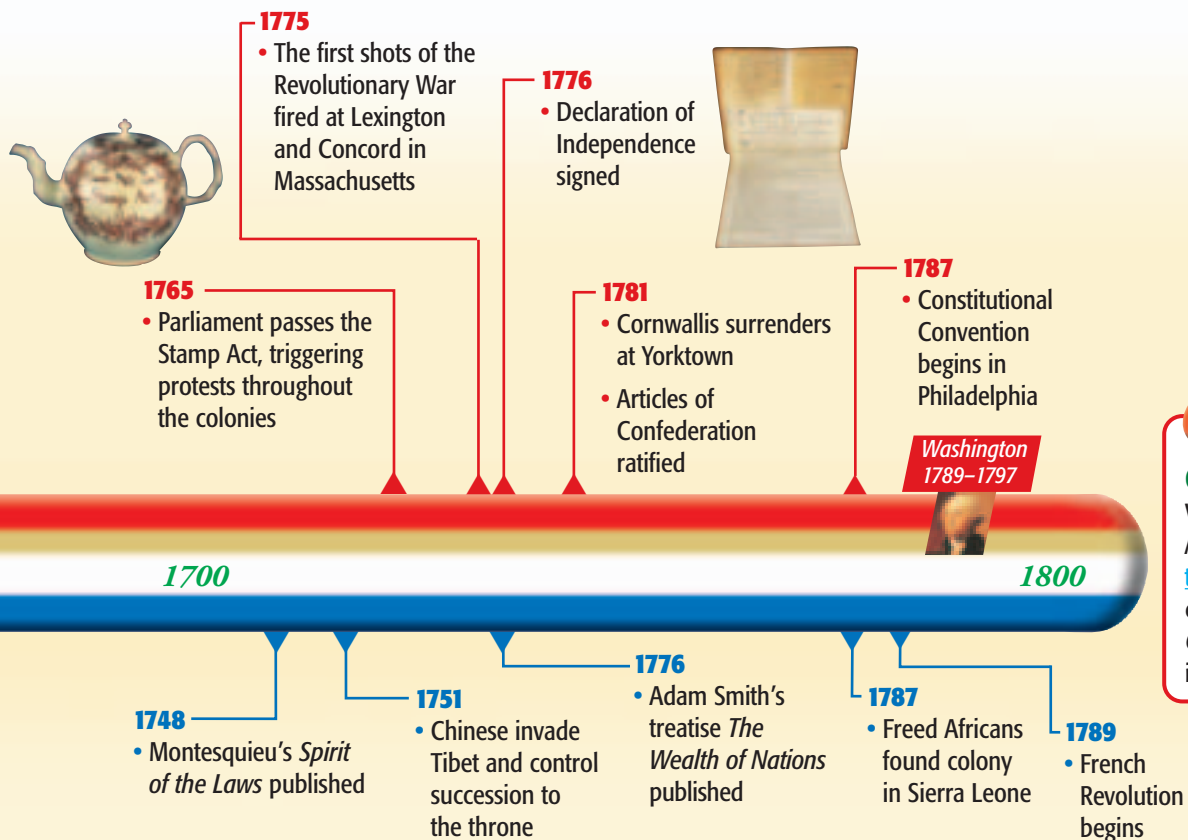 1775
• The first shots of the
Revolutionary War
fired at Lexington
and Concord in
Massachusetts
1776
• Declaration of
Independence
signed
1765
• Parliament passes the
Stamp Act, triggering
protests throughout
the colonies
1781
• Cornwallis surrenders
at Yorktown
• Articles of
Confederation
ratified
1787
• Constitutional
Convention
begins in
Philadelphia
Washington
1789–1797
1700
1800
1748
• Montesquieu's Spirit
of the Laws published
1751
• Chinese invade
Tibet and control
succession to
the throne
1776
• Adam Smith's
treatise The
Wealth of Nations
published
1787
• Freed Africans
found colony
in Sierra Leone
1789
• French
Revolution
begins